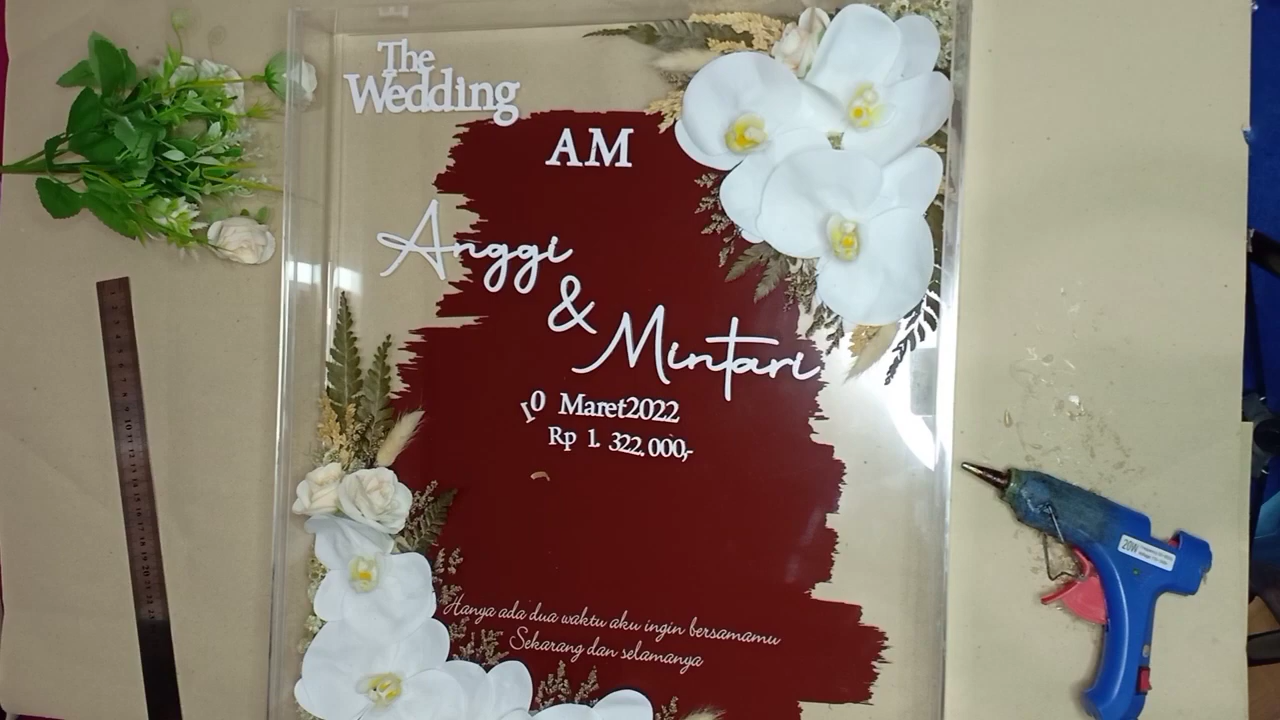 The
Wedding
AM
Anggi
&
Mintari
10 Maret2022
Rp 1. 322.000,-
Hanya ada dua waktu aku ingin bersamamu
Sekarang dan selamanya
20W